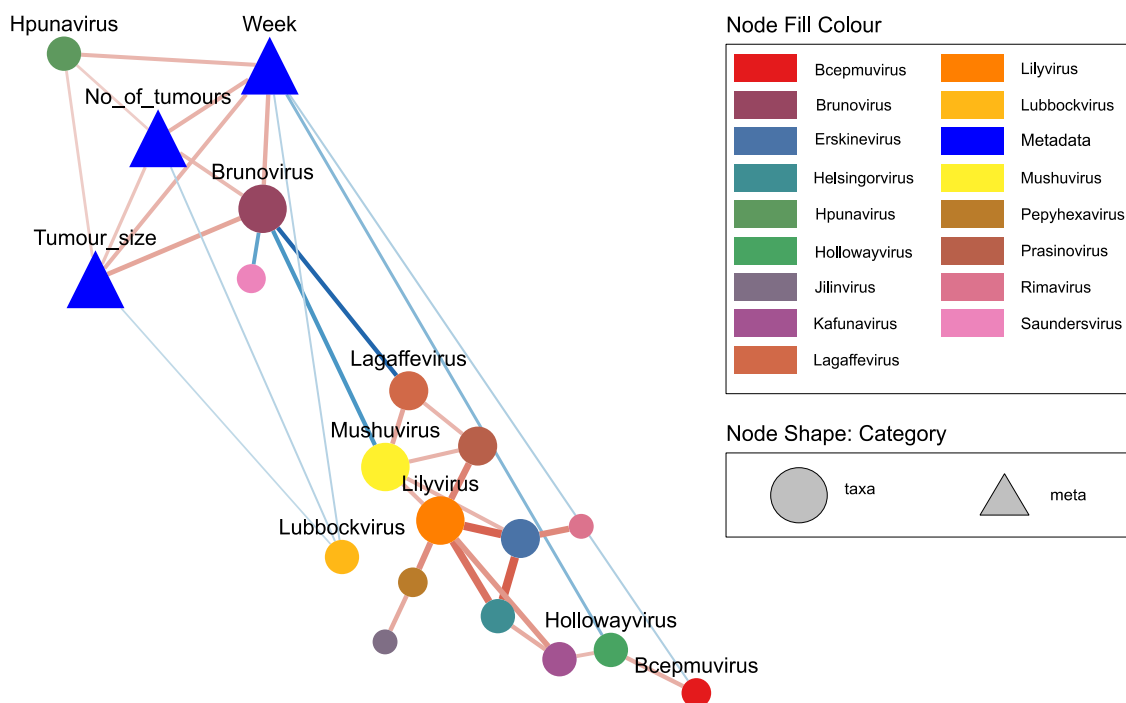 Hpunavirus
Week
No_of_tumours
Brunovirus
Tumour_size
Lagaffevirus
Mushuvirus
Lilyvirus
Lubbockvirus
Hollowayvirus
Bcepmuvirus
Node Fill Colour
Bcepmuvirus Lilyvirus
Brunovirus Lubbockvirus
Erskinevirus Metadata
Helsingorvirus Mushuvirus
Hpunavirus Pepyhexavirus
Hollowayvirus Prasinovirus
Jilinvirus Rimavirus
Kafunavirus Saundersvirus
Lagaffevirus
Node Shape: Category
taxa meta